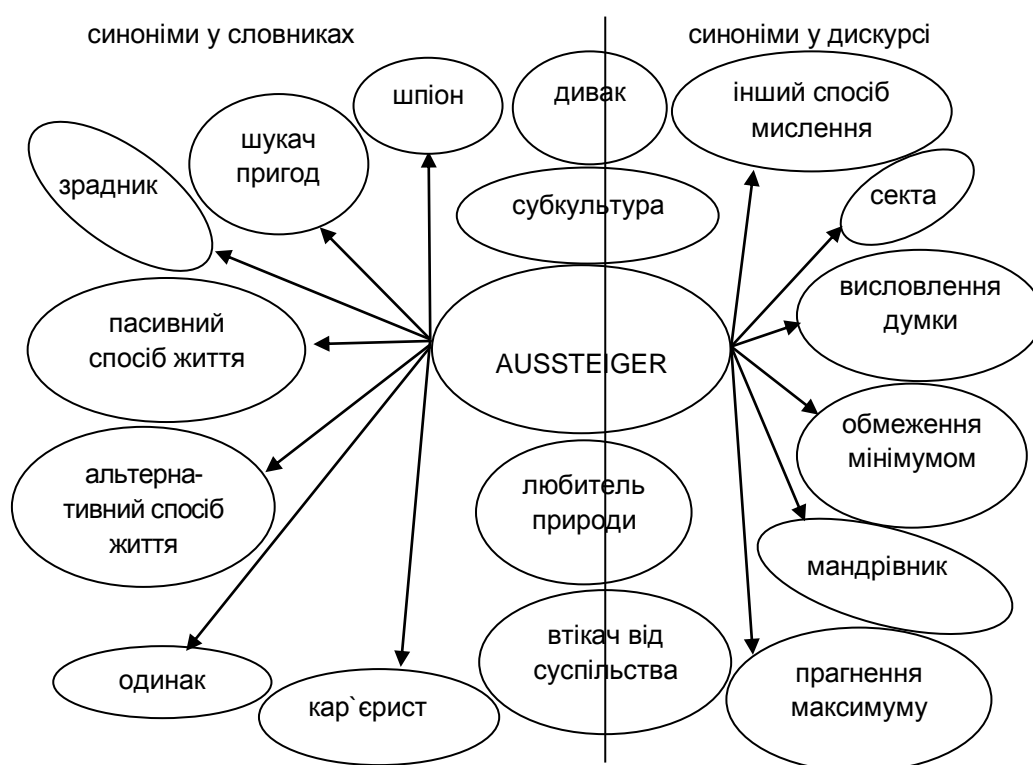 синоніми у словниках
синоніми у дискурсі
шпіон
дивак
інший спосіб
мислення
шукач
пригод
зрадник
субкультура
секта
висловлення
думки
пасивний
спосіб життя
AUSSTEIGER
обмеження
мінімумом
альтерна-
тивний спосіб
життя
любитель
природи
мандрівник
втікач від
суспільства
одинак
кар`єрист
прагнення
максимуму